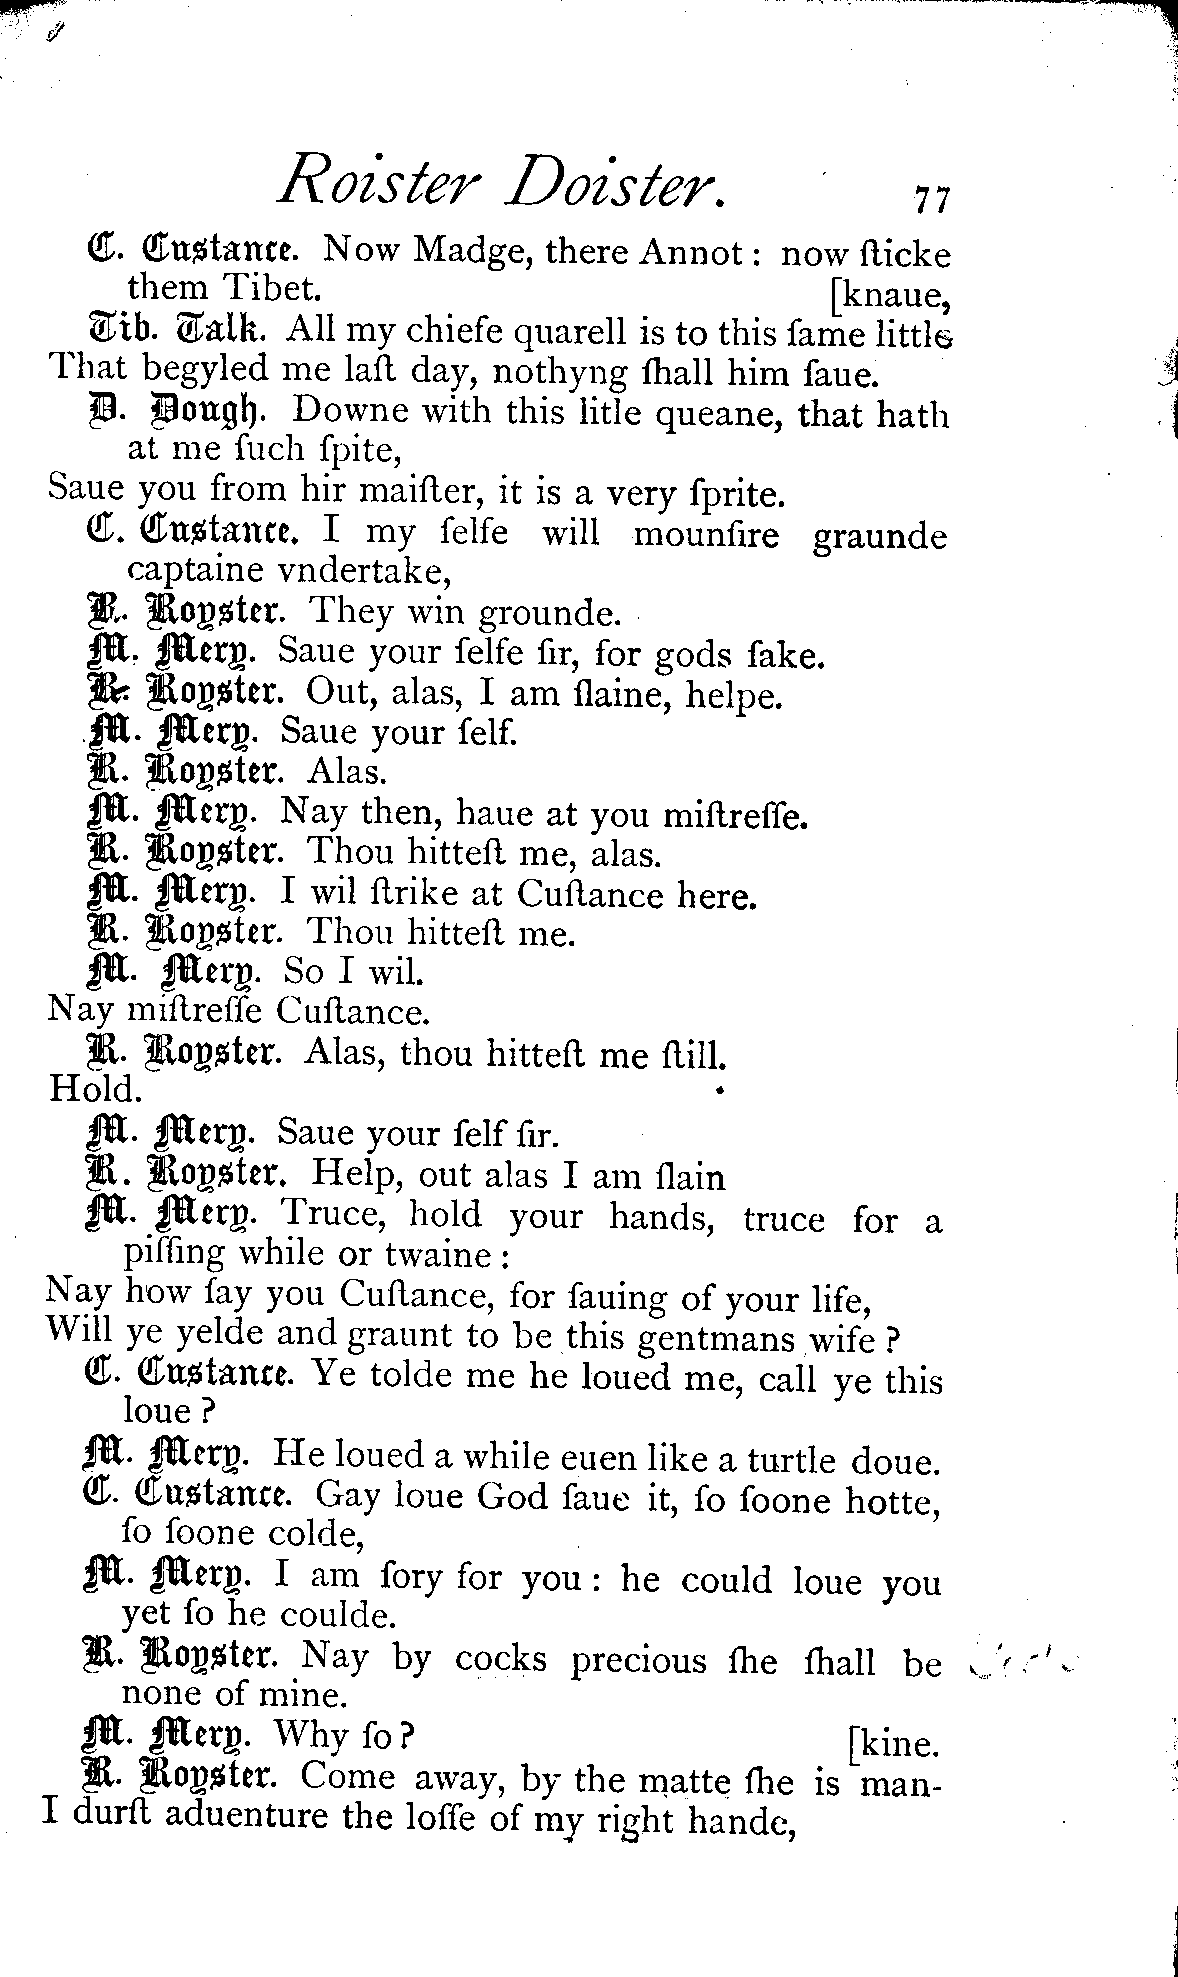 Roister Doister. 77
C. Cuſtance. Now Madge, there Annot : now ſticke
them Tibet. [knaue,
Tib. Talk. All my chiefe quarell is to this ſame little
That begyled me laſt day, nothyng ſhall him ſaue.
D. Dough. Downe with this litle queane, that hath
at me ſuch ſpite,
Saue you from hir maiſter, it is a very ſprite.
C. Cuſtance. I my ſelfe will mounſire graunde
captaine vndertake,
R. Royster. They win grounde.
M. Mery. Saue your ſelfe ſir, for gods ſake.
R. Royster. Out, alas, I am ſlaine, helpe.
M. Mery. Saue your ſelf.
R. Royster. Alas.
M. Mery. Nay then, haue at you miſtreſſe.
R. Royster. Thou hitteſt me, alas.
M. Mery. I wil ſtrike at Cuſtance here.
R. Royster. Thou hitteſt me.
M. Mery. So I wil.
Nay miſtreſſe Cuſtance.
R. Royster. Alas, thou hitteſt me ſtill.
Hold.
M. Mery. Saue your ſelf ſir.
R. Royster. Help, out alas I am ſlain
M. Mery. Truce, hold your hands, truce for a
piſſing while or twaine :
Nay how ſay you Cuſtance, for ſauing of your life,
Will ye yelde and graunt to be this gentmans wife ?
C. Custance. Ye tolde me he loued me, call ye this
loue ?
M. Mery. He loued a while euen like a turtle doue.
C. Custance. Gay loue God ſaue it, ſo ſoone hotte,
ſo ſoone colde,
M. Mery. I am ſory for you : he could loue you
yet ſo he coulde.
R. Royster. Nay by cocks precious ſhe ſhall be
none of mine.
M. Mery. Why ſo ? [kine.
R. Royster. Come away, by the matte ſhe is man-
I durſt aduenture the loſſe of my right hande,